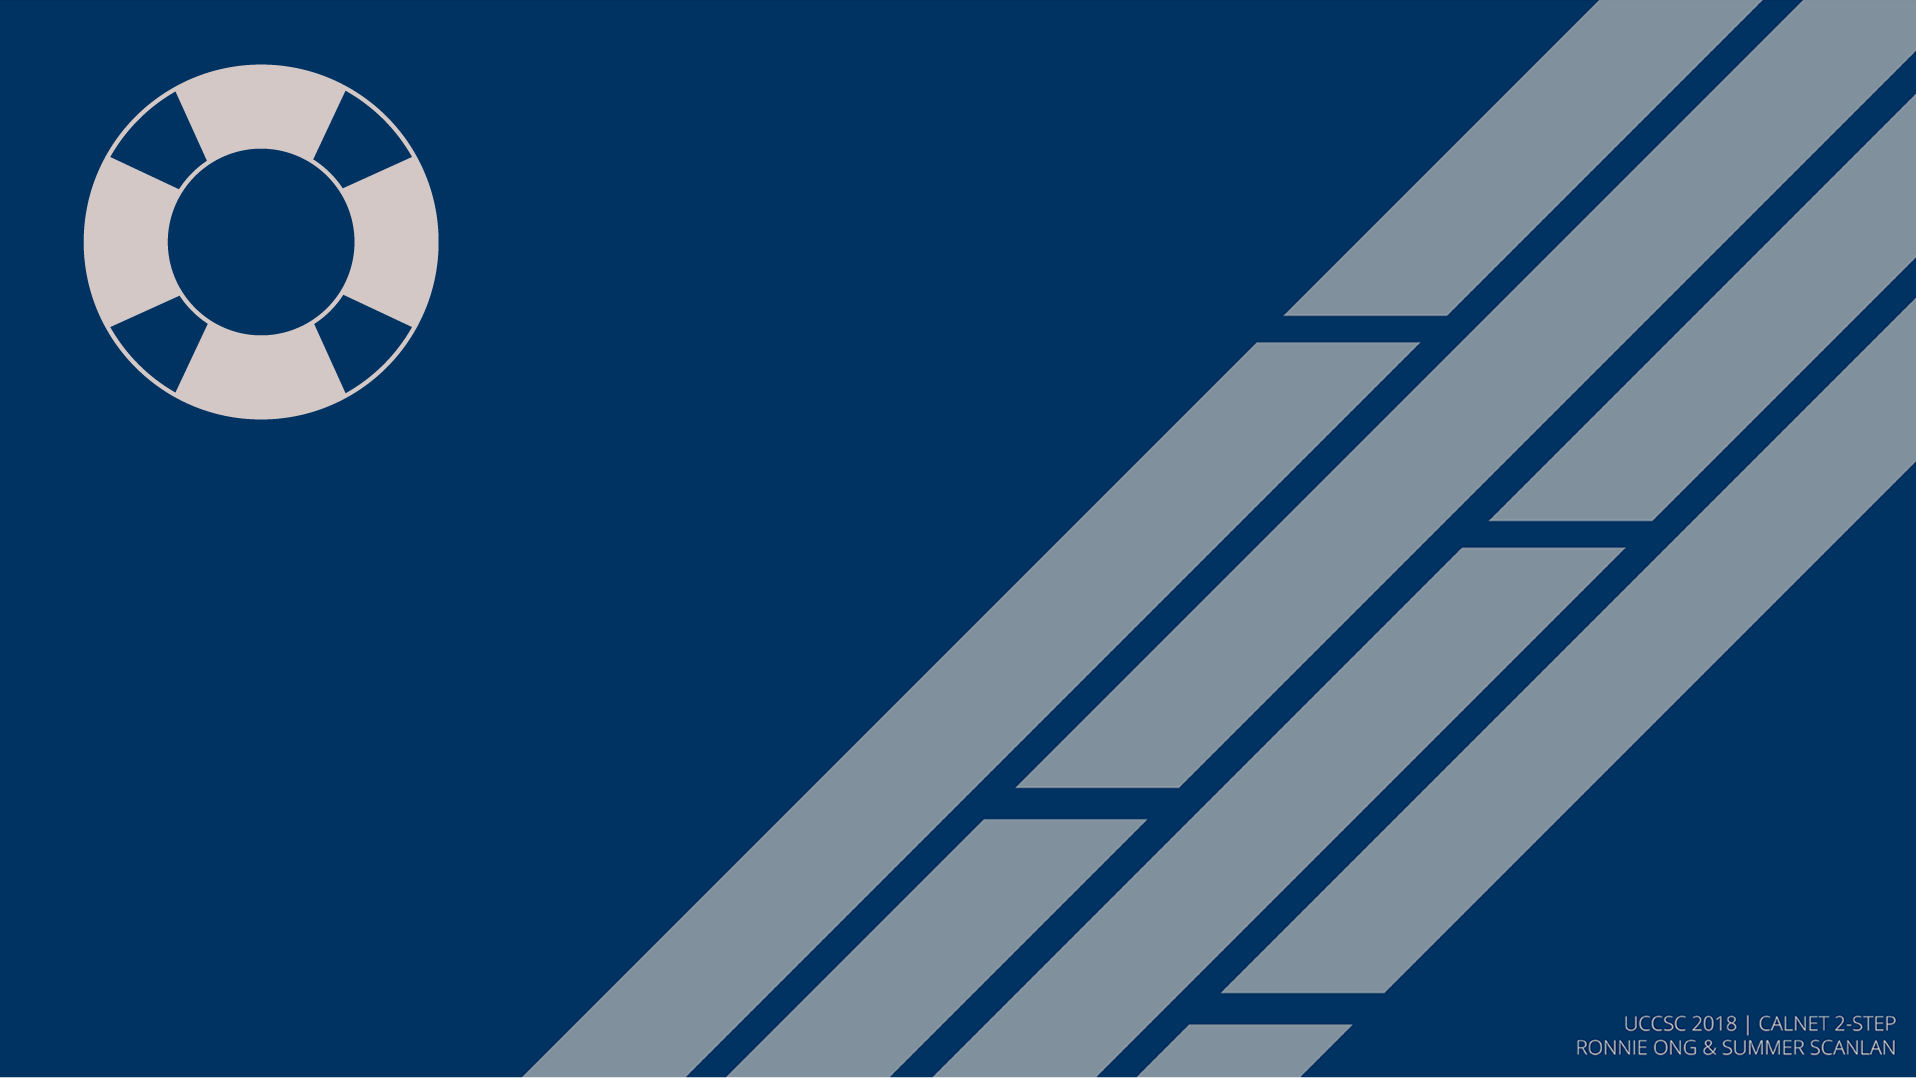 UCCSC 2018 | CALNET 2-STEP
RONNIE ONG & SUMMER SCANLAN